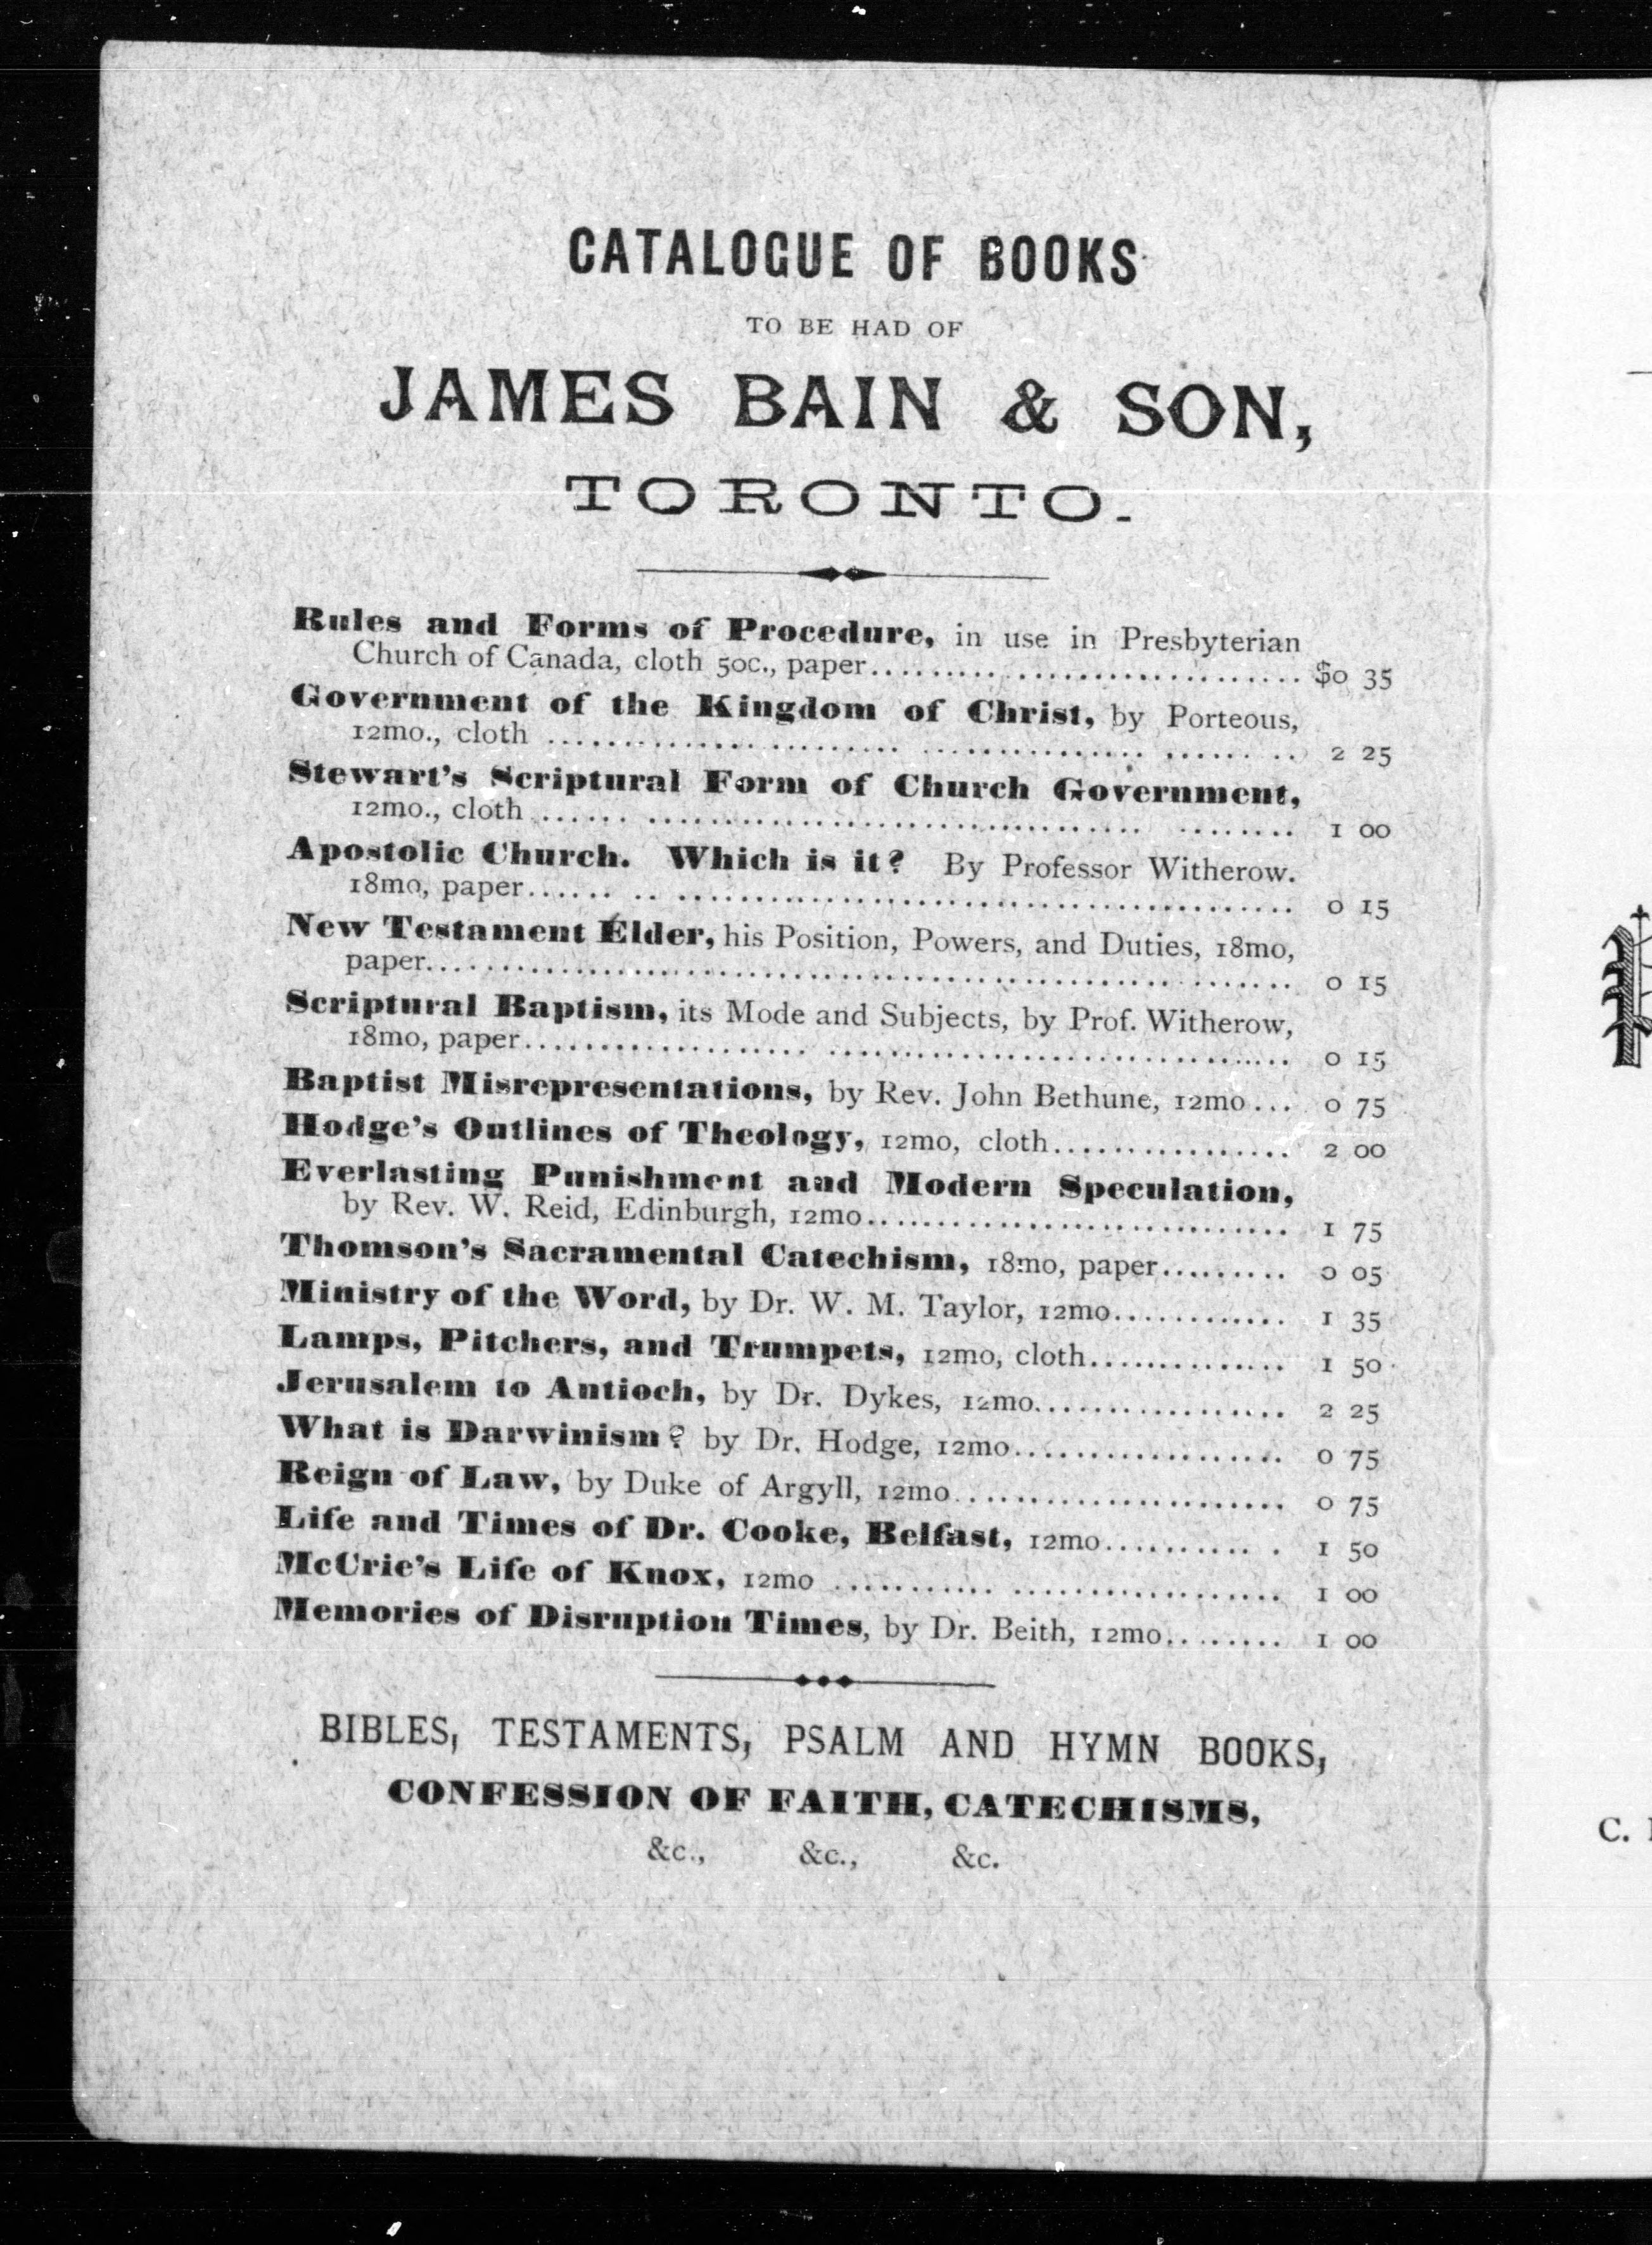 CATALOGUE OF BOOKS
TO BE HAD OF
JAMES BAIN & SON,
TORONTO.
Rules and Forms of Procedure, in use in Presbyterian
Church of Canada, cloth 50c., paper.............................. $0 35
Government of the Kingdom of Christ, by Porteous,
12mo., cloth .............................. 2 25
Stewart's Scriptural Form of Church Government,
12mo., cloth .............................. 1 00
Apostolic Church. Which is it? By Professor Witherow.
18mo, paper.............................. 0 15
New Testament Elder, his Position, Powers, and Duties, 18mo,
paper.............................. 0 15
Scriptural Baptism, its Mode and Subjects, by Prof. Witherow,
18mo, paper.............................. 0 15
Baptist Misrepresentations, by Rev. John Bethune, 12mo... 0 75
Hodge's Outlines of Theology, 12mo, cloth................ 2 00
Everlasting Punishment and Modern Speculation,
by Rev. W. Reid, Edinburgh, 12mo.............................. 1 75
Thomson's Sacramental Catechism, 18mo, paper......... 0 05
Ministry of the Word, by Dr. W. M. Taylor, 12mo............ 1 35
Lamps, Pitchers, and Trumpets, 12mo, cloth.............. 1 50
Jerusalem to Antioch, by Dr. Dykes, 12mo................. 2 25
What is Darwinism? by Dr. Hodge, 12mo.................. 0 75
Reign of Law, by Duke of Argyll, 12mo...................... 0 75
Life and Times of Dr. Cooke, Belfast, 12mo........... . 1 50
McCrie's Life of Knox, 12mo ........... .................. 1 00
Memories of Disruption Times, by Dr. Beith, 12mo........ 1 00
BIBLES, TESTAMENTS, PSALM AND HYMN BOOKS,
CONFESSION OF FAITH, CATECHISMS,
&c., &c., &c.
C.